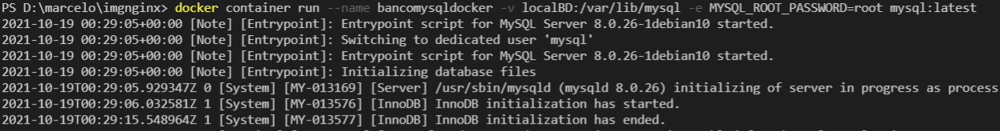 PS D:\marcelo\imgnginx> docker container run --name bancomysqldocker -v localBD:/var/lib/mysql -e MYSQL_ROOT_PASSWORD=root mysql:latest
2021-10-19 00:29:05+00:00 [Note] [Entrypoint]: Entrypoint script for MySQL Server 8.0.26-1debian10 started.
2021-10-19 00:29:05+00:00 [Note] [Entrypoint]: Switching to dedicated user 'mysql'
2021-10-19 00:29:05+00:00 [Note] [Entrypoint]: Entrypoint script for MySQL Server 8.0.26-1debian10 started.
2021-10-19 00:29:05+00:00 [Note] [Entrypoint]: Initializing database files
2021-10-19T00:29:05.929347Z 0 [System] [MY-013169] [Server] /usr/sbin/mysqld (mysqld 8.0.26) initializing of server in progress as process
2021-10-19T00:29:06.032581Z 1 [System] [MY-013576] [InnoDB] InnoDB initialization has started.
2021-10-19T00:29:15.548964Z 1 [System] [MY-013577] [InnoDB] InnoDB initialization has ended.